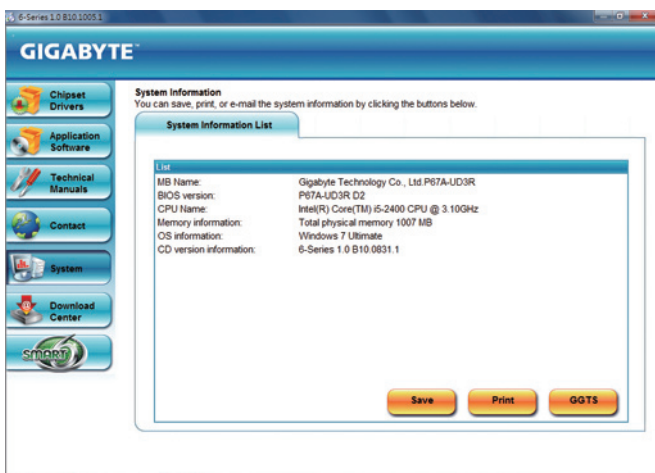 6-Series 1.0 B10.1005.1
GIGABYTE™
Chipset
Drivers
Application
Software
Technical
Manuals
Contact
System
Download
Center
SMART 6
System Information
You can save, print, or e-mail the system information by clicking the buttons below.
System Information List
List
MB Name: Gigabyte Technology Co., Ltd.P67A-UD3R
BIOS version: P67A-UD3R D2
CPU Name: Intel(R) Core(TM) i5-2400 CPU @ 3.10GHz
Memory information: Total physical memory 1007 MB
OS information: Windows 7 Ultimate
CD version information: 6-Series 1.0 B10.0831.1
Save Print GGTS